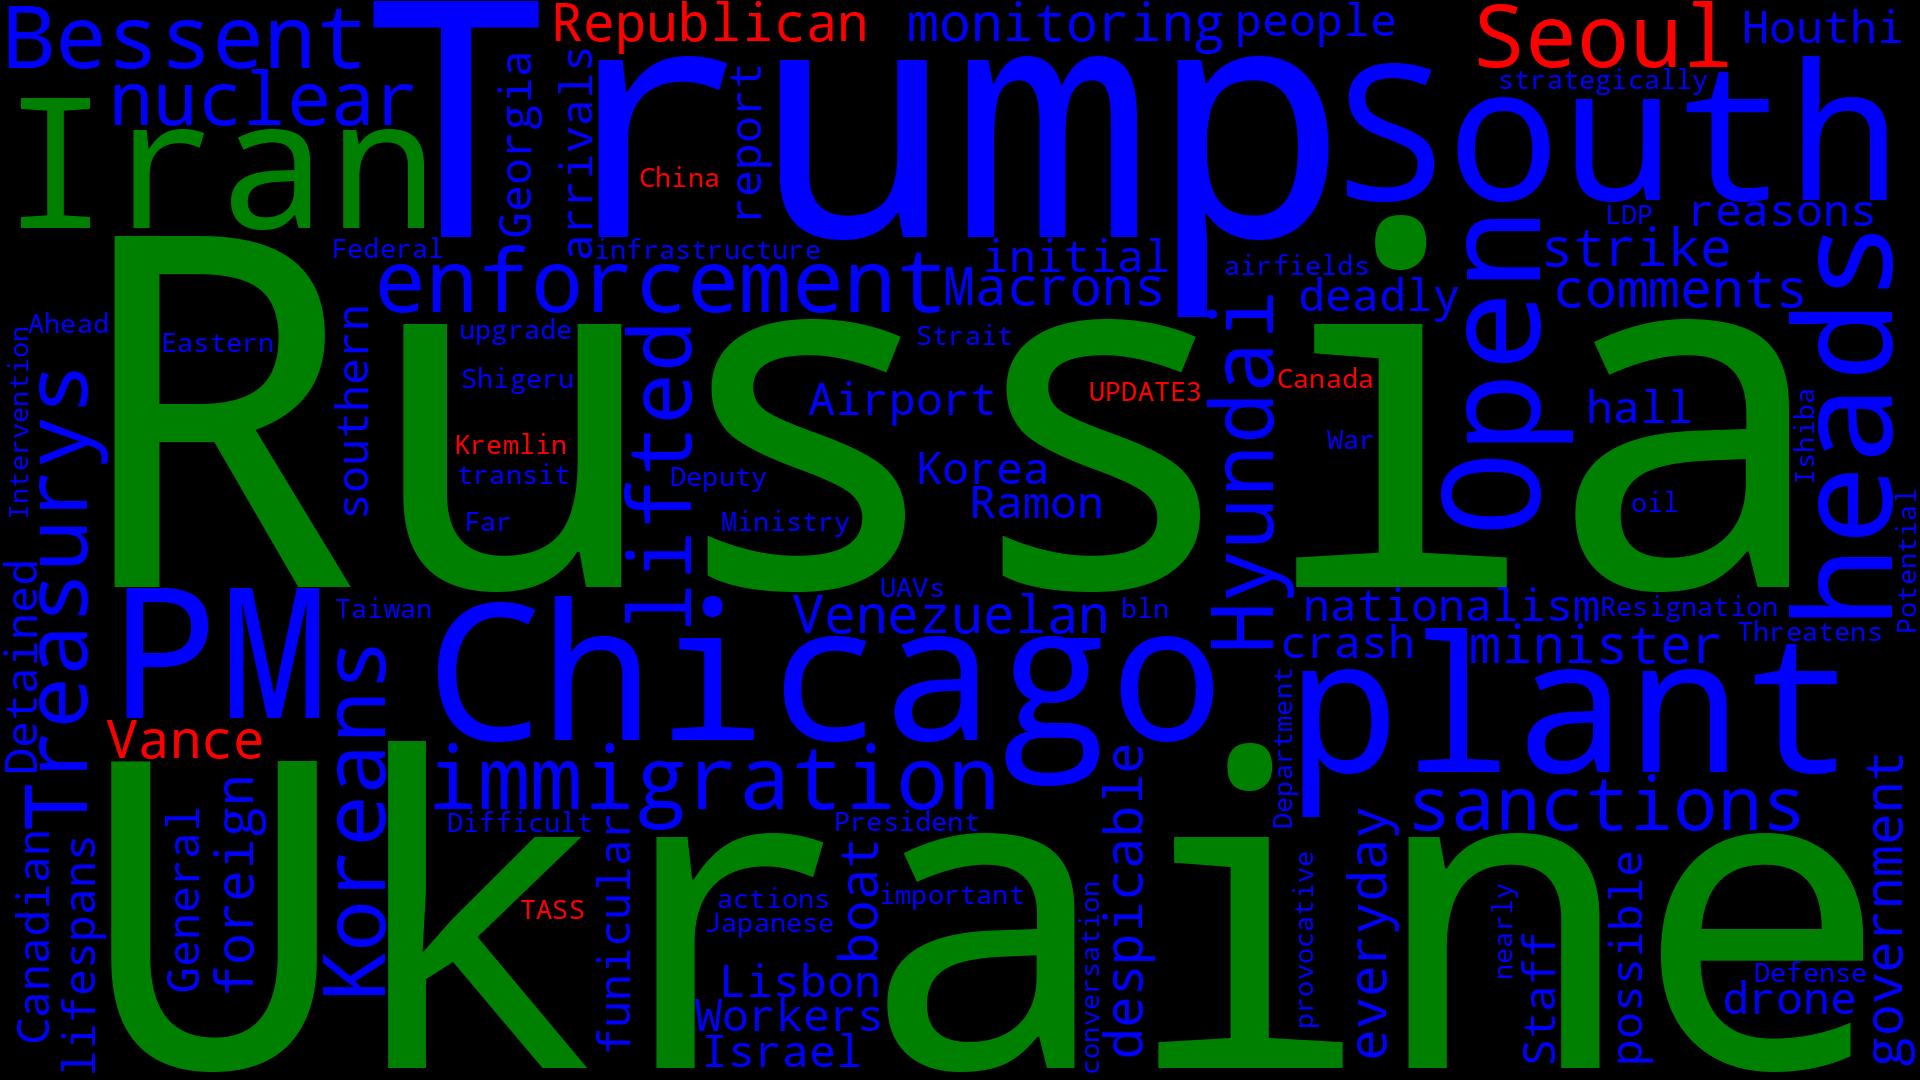 Bessent
Trumps
Republican
monitoring
people
Seoul
Houthi
nuclear
Iran
Georgia
arrivals
report
China
strategically
south
LDP
reasons
Federal
infrastructure
enforcement
initial
Macrons
airfields
deadly
open
strike
comments
heads
Russia
Ahead
Eastern
Intervention
Treasurys
southern
upgrade
Shigeru
Kremlin
transit
Far
lifted
Strait
Airport
UPDATE3
Deputy
Korea
Ramon
Ministry
Hyundai
Canada
War
hall
oil
Ishiba
Potential
Detained
PM
Taiwan
Chicago
UAVs
Venezuelan
bln
nationalism
Resignation
crash
minister
Threatens
plant
Vance
Koreans
immigration
Department
sanctions
Ukraine
Canadian
lifespans
General
foreign
Difficult
TASS
funicular
President
actions
Japanese
boat
important
Lisbon
Workers
Israel
conversation
despicable
provocative
everyday
nearly
Staff
possible
Defense
drone
government